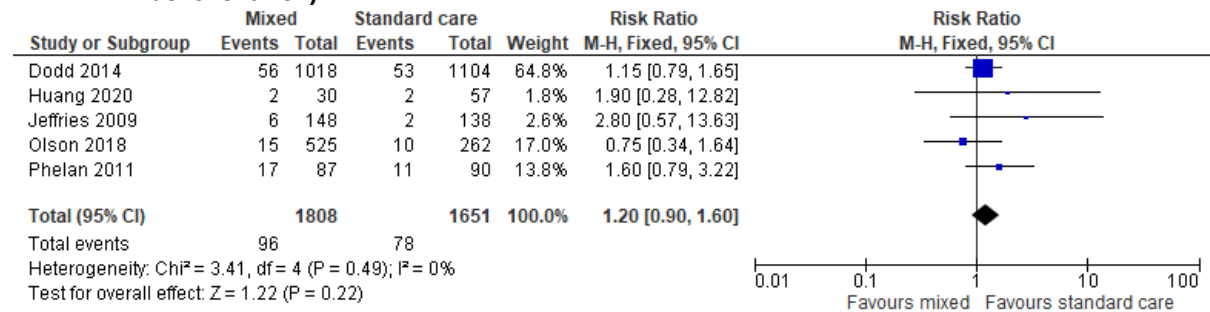 Mixed Standard care Risk Ratio Risk Ratio
Study or Subgroup Events Total Events Total Weight M-H, Fixed, 95% CI M-H, Fixed, 95% CI
Dodd 2014 56 1018 53 1104 64.8% 1.15 [0.79, 1.65]
Huang 2020 2 30 2 57 1.8% 1.90 [0.28, 12.82]
Jeffries 2009 6 148 2 138 2.6% 2.80 [0.57, 13.63]
Olson 2018 15 525 10 262 17.0% 0.75 [0.34, 1.64]
Phelan 2011 17 87 11 90 13.8% 1.60 [0.79, 3.22]
Total (95% CI) 1808 1651 100.0% 1.20 [0.90, 1.60]
Total events 96 78
Heterogeneity: Chi² = 3.41, df = 4 (P = 0.49); I² = 0%
Test for overall effect: Z = 1.22 (P = 0.22)
0.01 0.1 1 10 100
Favours mixed Favours standard care